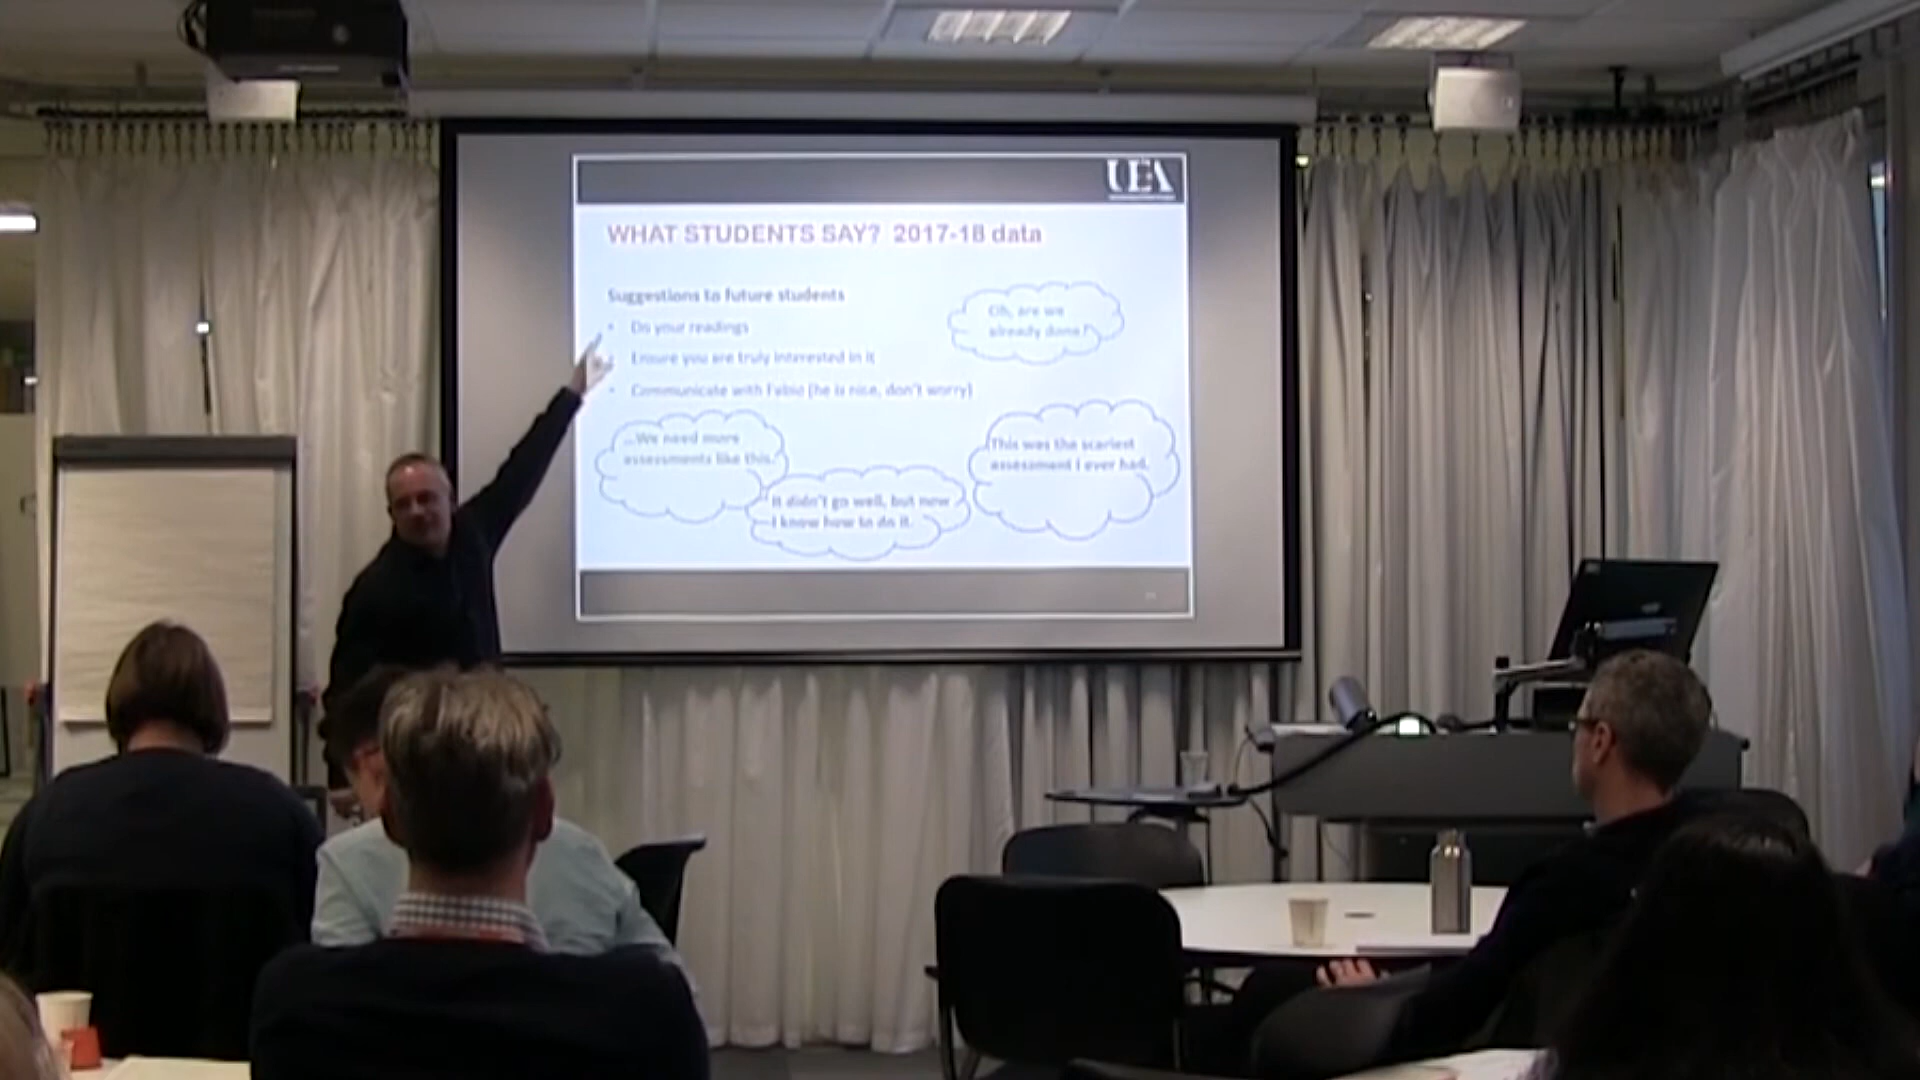 UEA
WHAT STUDENTS SAY? 2017-18 data
Suggestions to future students
• Do your readings
• Ensure you are truly interested in it
• Communicate with Fabio (he is nice, don't worry)
Oh, are we
already done?
...We need more
assessments like this.
It didn't go well, but now
I know how to do it.
This was the scariest
assessment I ever had.